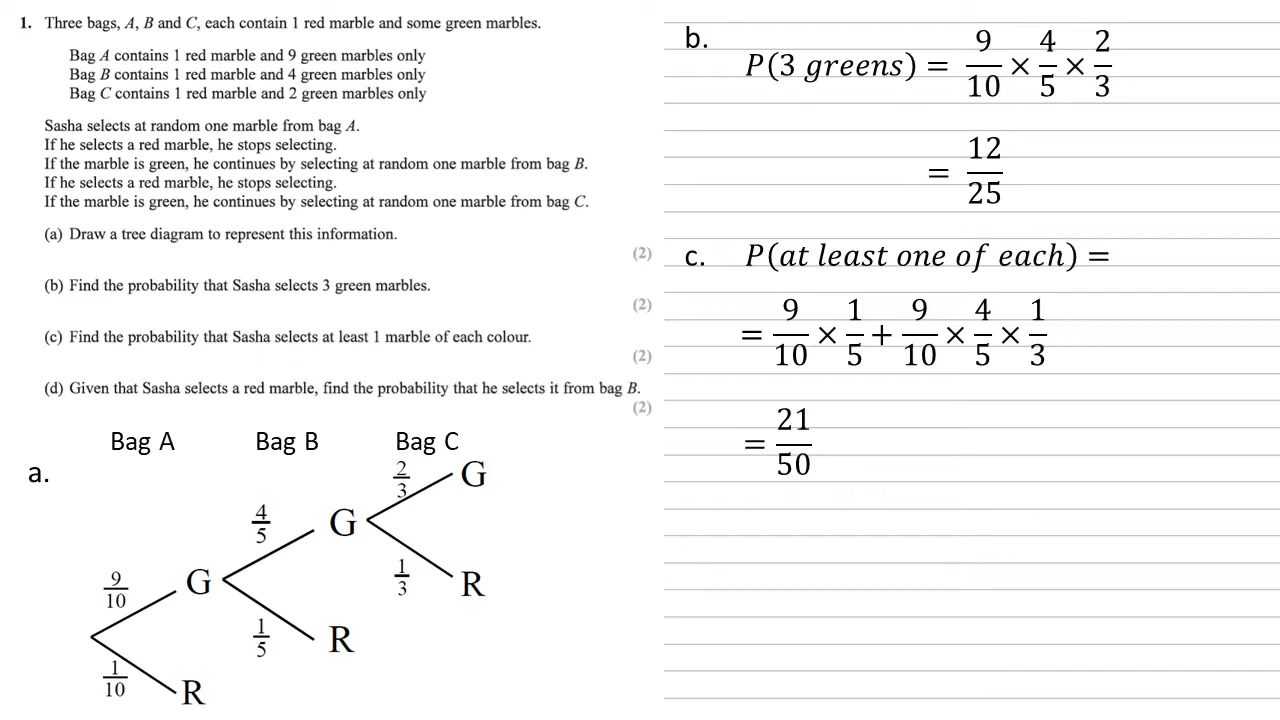 1. Three bags, A, B and C, each contain 1 red marble and some green marbles.
Bag A contains 1 red marble and 9 green marbles only
Bag B contains 1 red marble and 4 green marbles only
Bag C contains 1 red marble and 2 green marbles only
Sasha selects at random one marble from bag A.
If he selects a red marble, he stops selecting.
If the marble is green, he continues by selecting at random one marble from bag B.
If he selects a red marble, he stops selecting.
If the marble is green, he continues by selecting at random one marble from bag C.
(a) Draw a tree diagram to represent this information.
(2)
(b) Find the probability that Sasha selects 3 green marbles.
(2)
(c) Find the probability that Sasha selects at least 1 marble of each colour.
(2)
(d) Given that Sasha selects a red marble, find the probability that he selects it from bag B.
(2)
Bag A Bag B Bag C
a.
2/3 G
4/5 G
1/3 R
9/10 G
1/5 R
1/10 R
b.
P(3 greens) = 9/10 × 4/5 × 2/3
= 12/25
c. P(at least one of each) =
= 9/10 × 1/5 + 9/10 × 4/5 × 1/3
= 21/50